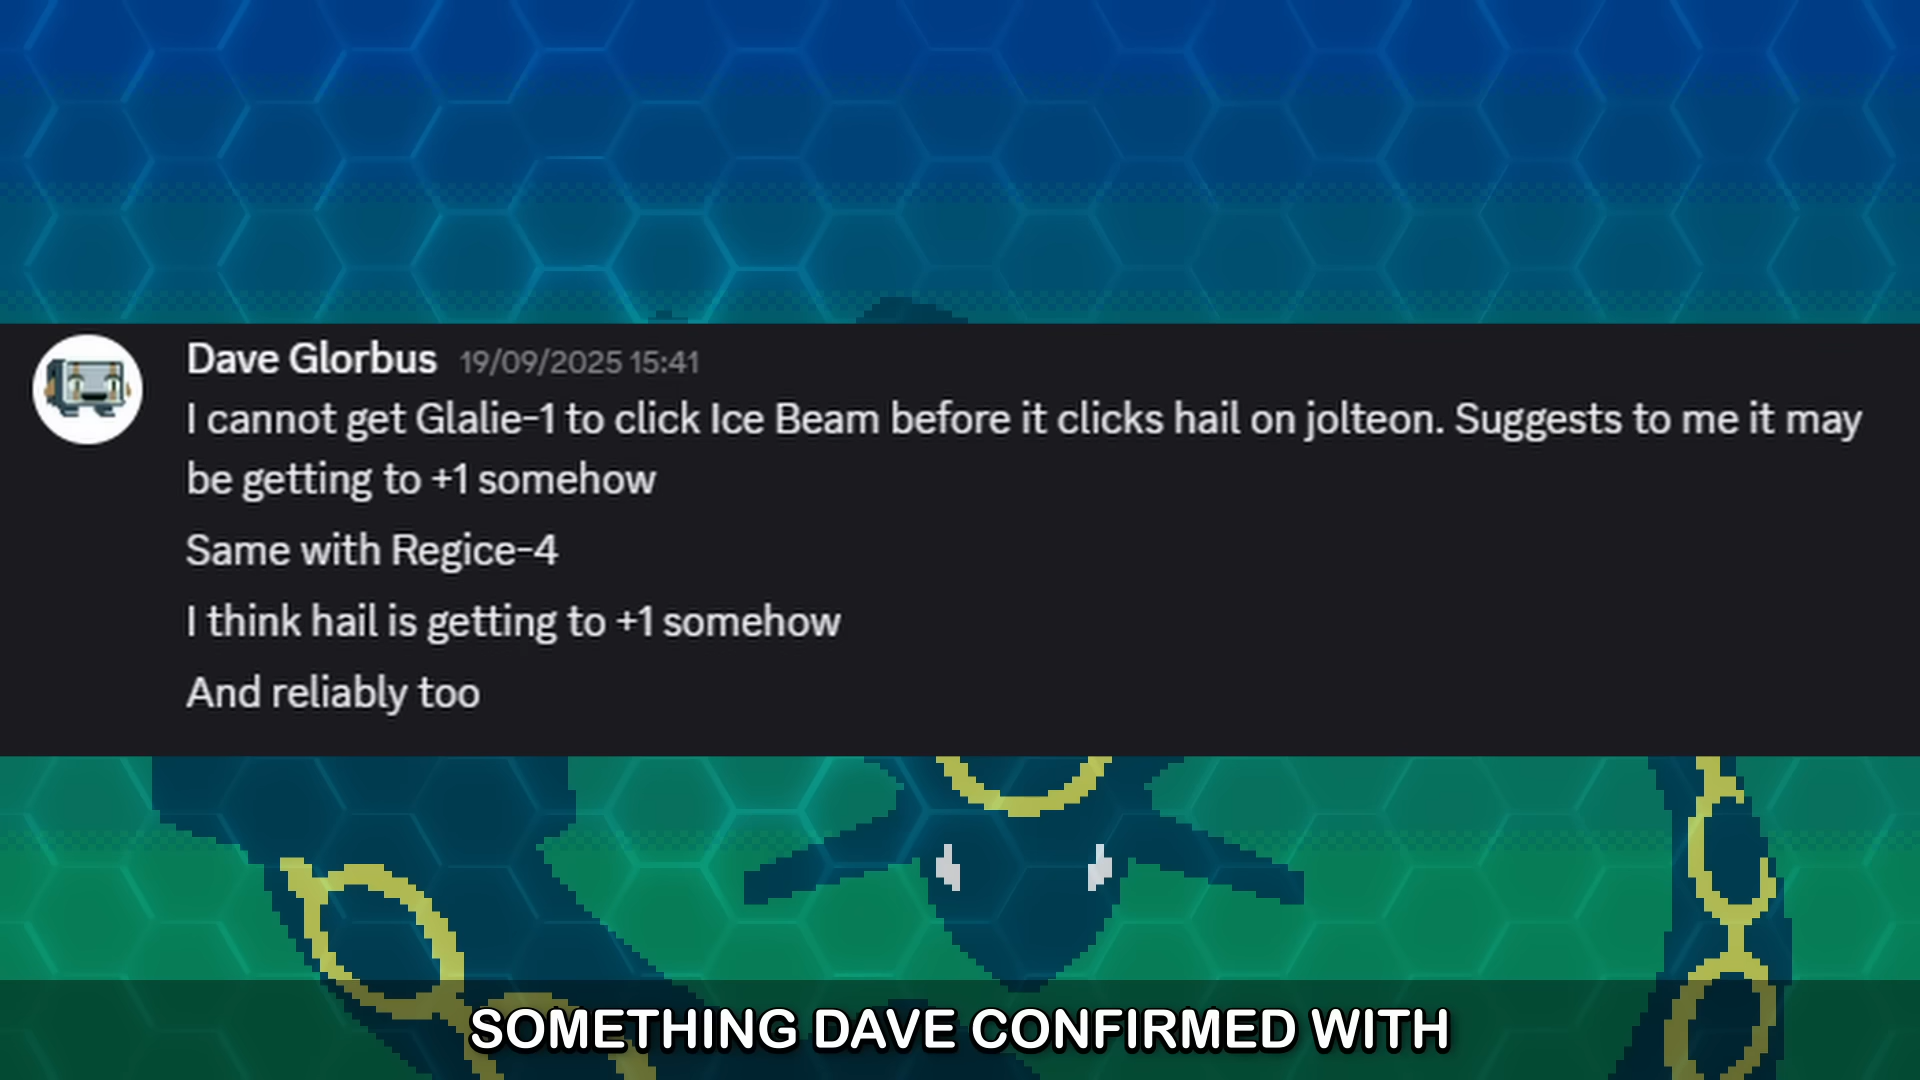 Dave Glorbus 19/09/2025 15:41
I cannot get Glalie-1 to click Ice Beam before it clicks hail on jolteon. Suggests to me it may
be getting to +1 somehow
Same with Regice-4
I think hail is getting to +1 somehow
And reliably too
SOMETHING DAVE CONFIRMED WITH